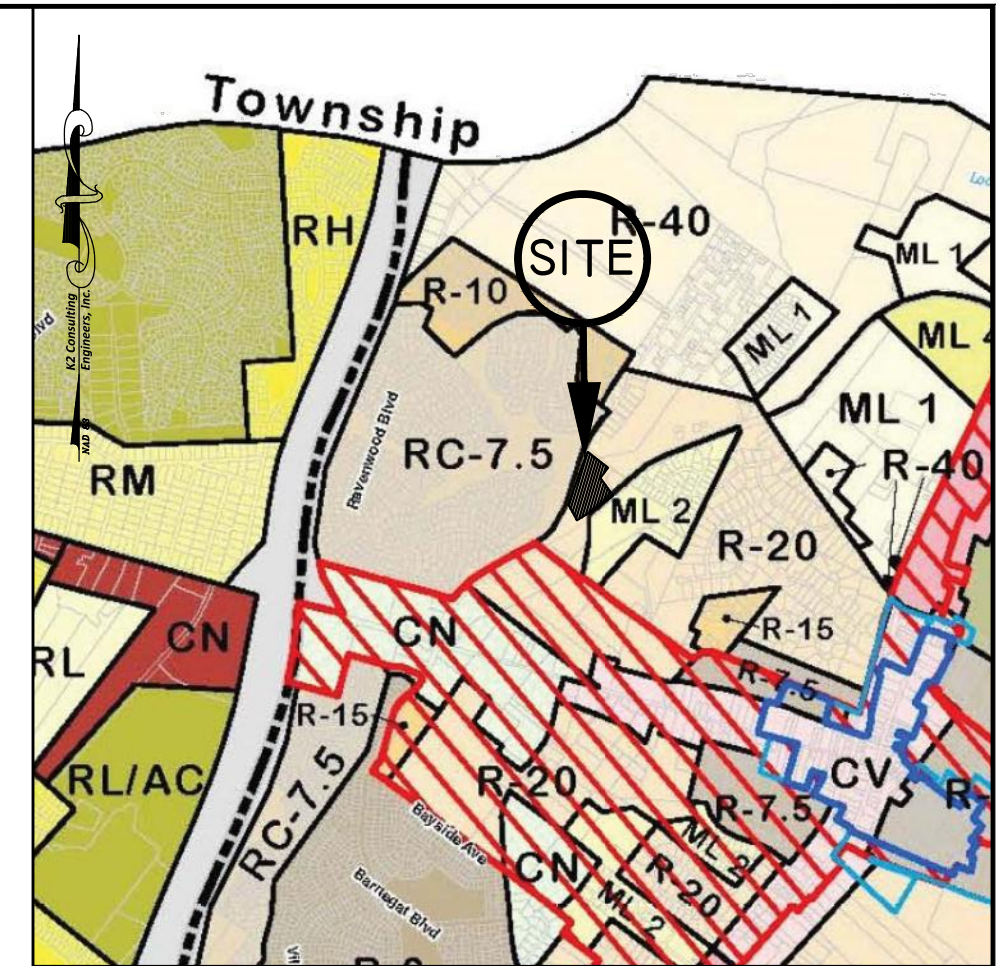 Township
RH
R-40
SITE
ML 1
R-10
K2 Consulting
Engineers, Inc.
NAD 83
ML 1
ML
ML 1
Ravenwood Blvd
RC-7.5
R-40
RM
ML 2
R-20
CN
CN
R-15
RL
R-7.5
R-15
RL/AC
RC-7.5
R-20
CV
R-7.5
R-
Bayside Ave
ML 2
CN
R-20
Barnegat Blvd
ML 2